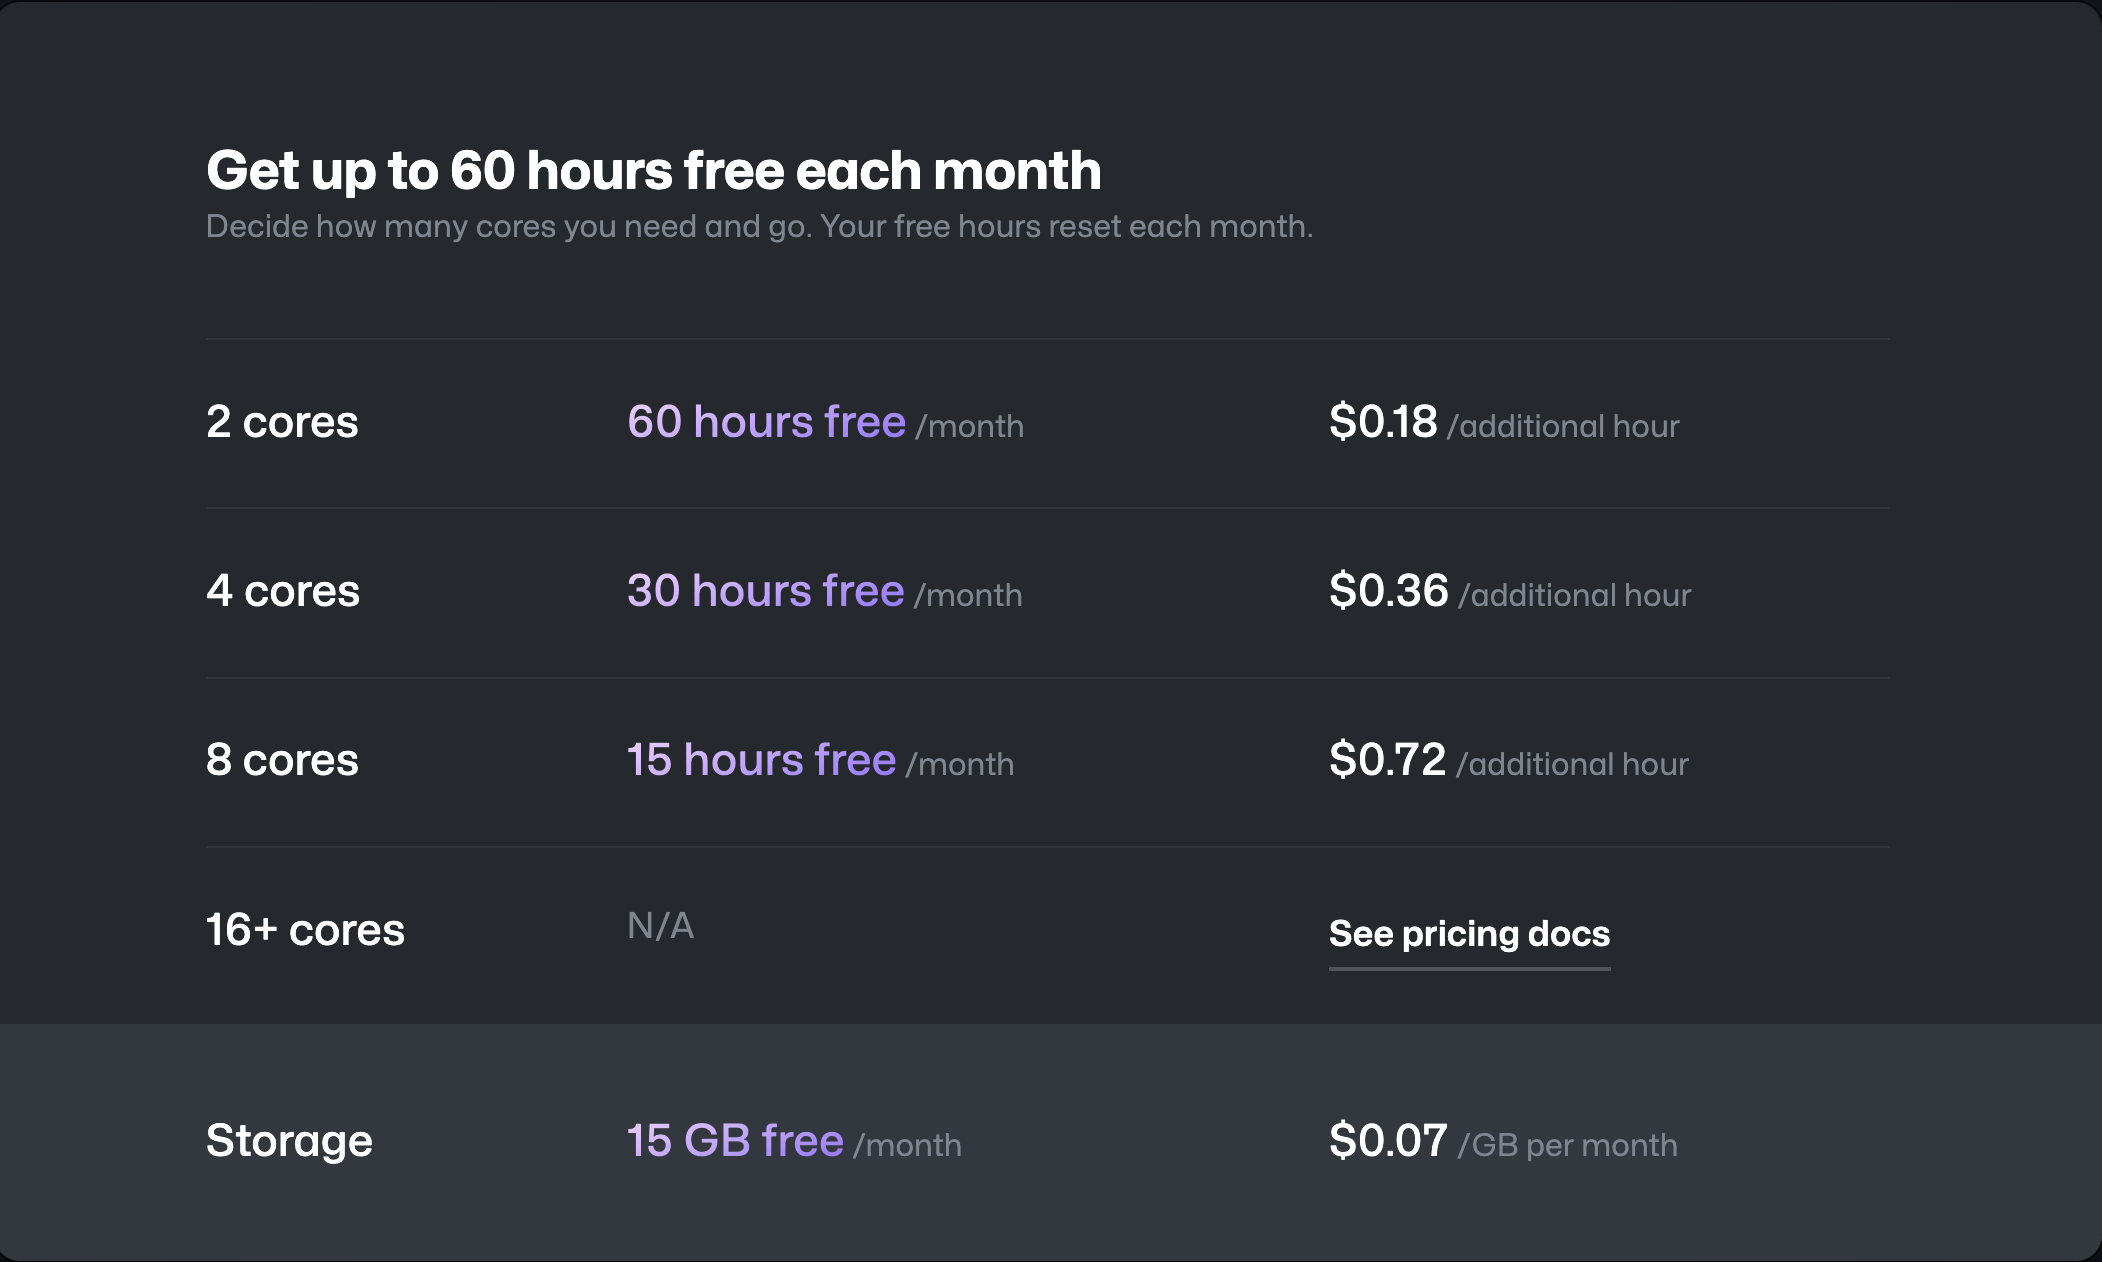 Get up to 60 hours free each month
Decide how many cores you need and go. Your free hours reset each month.
2 cores 60 hours free /month $0.18 /additional hour
4 cores 30 hours free /month $0.36 /additional hour
8 cores 15 hours free /month $0.72 /additional hour
16+ cores N/A See pricing docs
Storage 15 GB free /month $0.07 /GB per month